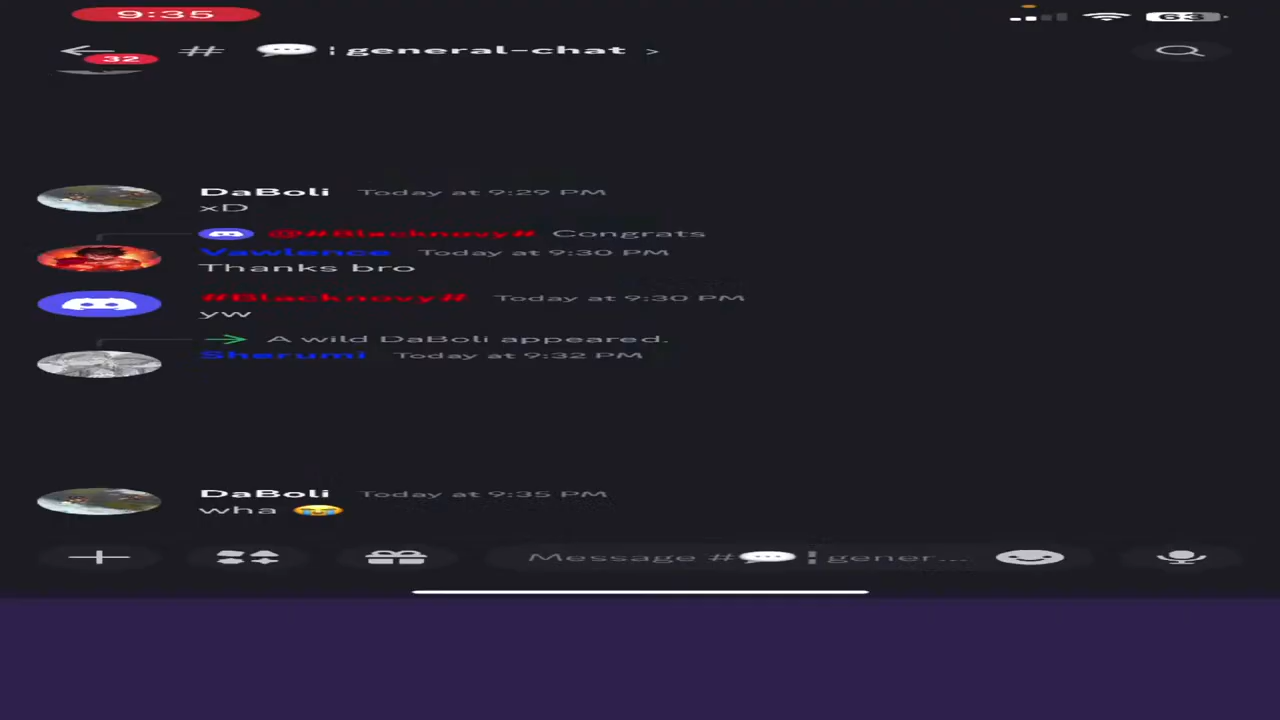 9:35
63
32
# 💬 ¦ general-chat >
DaBoli Today at 9:29 PM
xD
@#Blacknovy# Congrats
Vawlence Today at 9:30 PM
Thanks bro
#Blacknovy# Today at 9:30 PM
yw
A wild DaBoli appeared.
Sherumi Today at 9:32 PM
DaBoli Today at 9:35 PM
wha 😭
Message #💬 ¦ gener...